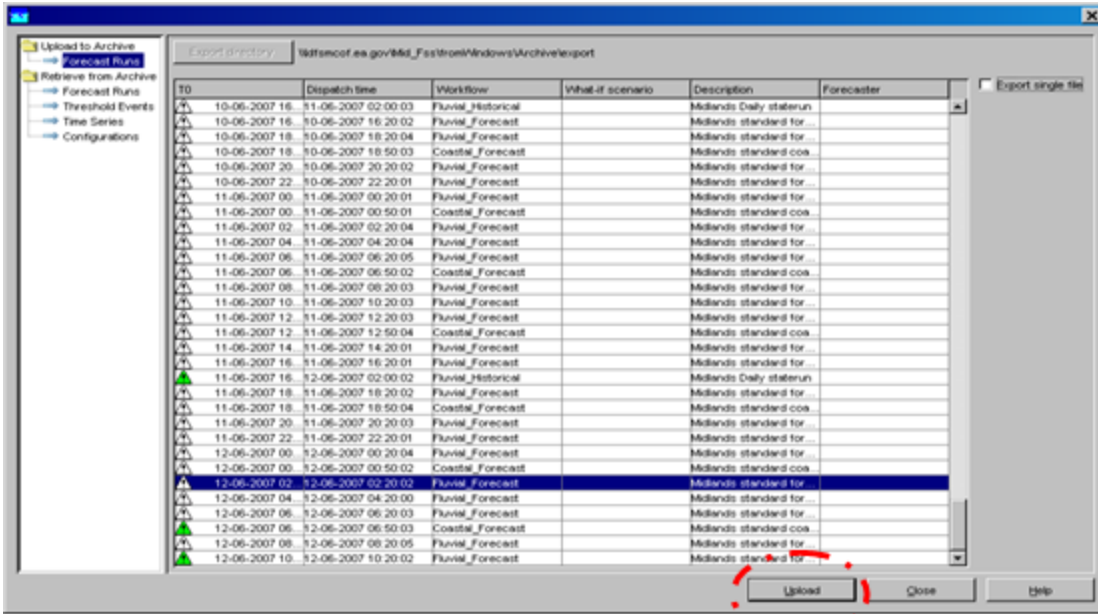 Upload to Archive
Forecast Runs
Retrieve from Archive
Forecast Runs
Threshold Events
Time Series
Configurations
Export directory
Export single file
T0 Dispatch time Workflow What-if scenario Description Forecaster
10-06-2007 16... 11-06-2007 02:00:03 Fluvial_Historical Midlands Daily staterun
10-06-2007 16... 10-06-2007 16:20:02 Fluvial_Forecast Midlands standard for...
10-06-2007 18... 10-06-2007 18:20:04 Fluvial_Forecast Midlands standard for...
10-06-2007 18... 10-06-2007 18:50:03 Coastal_Forecast Midlands standard coa...
10-06-2007 20... 10-06-2007 20:20:02 Fluvial_Forecast Midlands standard for...
10-06-2007 22... 10-06-2007 22:20:01 Fluvial_Forecast Midlands standard for...
11-06-2007 00... 11-06-2007 00:20:01 Fluvial_Forecast Midlands standard for...
11-06-2007 00... 11-06-2007 00:50:01 Coastal_Forecast Midlands standard coa...
11-06-2007 02... 11-06-2007 02:20:04 Fluvial_Forecast Midlands standard for...
11-06-2007 04... 11-06-2007 04:20:04 Fluvial_Forecast Midlands standard for...
11-06-2007 06... 11-06-2007 06:20:05 Fluvial_Forecast Midlands standard for...
11-06-2007 06... 11-06-2007 06:50:02 Coastal_Forecast Midlands standard coa...
11-06-2007 08... 11-06-2007 08:20:03 Fluvial_Forecast Midlands standard for...
11-06-2007 10... 11-06-2007 10:20:03 Fluvial_Forecast Midlands standard for...
11-06-2007 12... 11-06-2007 12:20:03 Fluvial_Forecast Midlands standard for...
11-06-2007 12... 11-06-2007 12:50:04 Coastal_Forecast Midlands standard coa...
11-06-2007 14... 11-06-2007 14:20:01 Fluvial_Forecast Midlands standard for...
11-06-2007 16... 11-06-2007 16:20:01 Fluvial_Forecast Midlands standard for...
11-06-2007 16... 12-06-2007 02:00:02 Fluvial_Historical Midlands Daily staterun
11-06-2007 18... 11-06-2007 18:20:02 Fluvial_Forecast Midlands standard for...
11-06-2007 18... 11-06-2007 18:50:04 Coastal_Forecast Midlands standard coa...
11-06-2007 20... 11-06-2007 20:20:03 Fluvial_Forecast Midlands standard for...
11-06-2007 22... 11-06-2007 22:20:01 Fluvial_Forecast Midlands standard for...
12-06-2007 00... 12-06-2007 00:20:04 Fluvial_Forecast Midlands standard for...
12-06-2007 00... 12-06-2007 00:50:02 Coastal_Forecast Midlands standard coa...
12-06-2007 02... 12-06-2007 02:20:02 Fluvial_Forecast Midlands standard for...
12-06-2007 04... 12-06-2007 04:20:00 Fluvial_Forecast Midlands standard for...
12-06-2007 06... 12-06-2007 06:20:03 Fluvial_Forecast Midlands standard for...
12-06-2007 06... 12-06-2007 06:50:03 Coastal_Forecast Midlands standard coa...
12-06-2007 08... 12-06-2007 08:20:05 Fluvial_Forecast Midlands standard for...
12-06-2007 10... 12-06-2007 10:20:02 Fluvial_Forecast Midlands standard for...
Upload Close Help